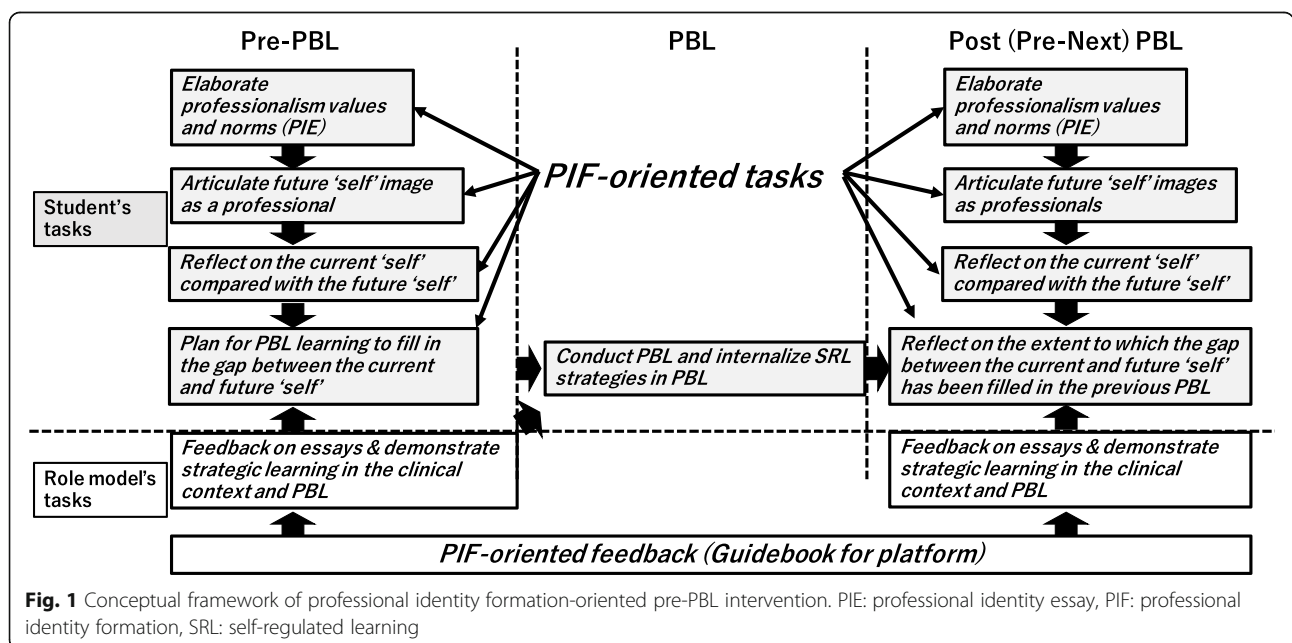 Pre-PBL
PBL
Post (Pre-Next) PBL
Elaborate
professionalism values
and norms (PIE)
Articulate future ‘self’ image
as a professional
Reflect on the current ‘self’
compared with the future ‘self’
Plan for PBL learning to fill in
the gap between the current
and future ‘self’
Student’s
tasks
PIF-oriented tasks
Conduct PBL and internalize SRL
strategies in PBL
Elaborate
professionalism values
and norms (PIE)
Articulate future ‘self’ images
as professionals
Reflect on the current ‘self’
compared with the future ‘self’
Reflect on the extent to which the gap
between the current and future ‘self’
has been filled in the previous PBL
Role model’s
tasks
Feedback on essays & demonstrate
strategic learning in the clinical
context and PBL
Feedback on essays & demonstrate
strategic learning in the clinical
context and PBL
PIF-oriented feedback (Guidebook for platform)
Fig. 1 Conceptual framework of professional identity formation-oriented pre-PBL intervention. PIE: professional identity essay, PIF: professional
identity formation, SRL: self-regulated learning